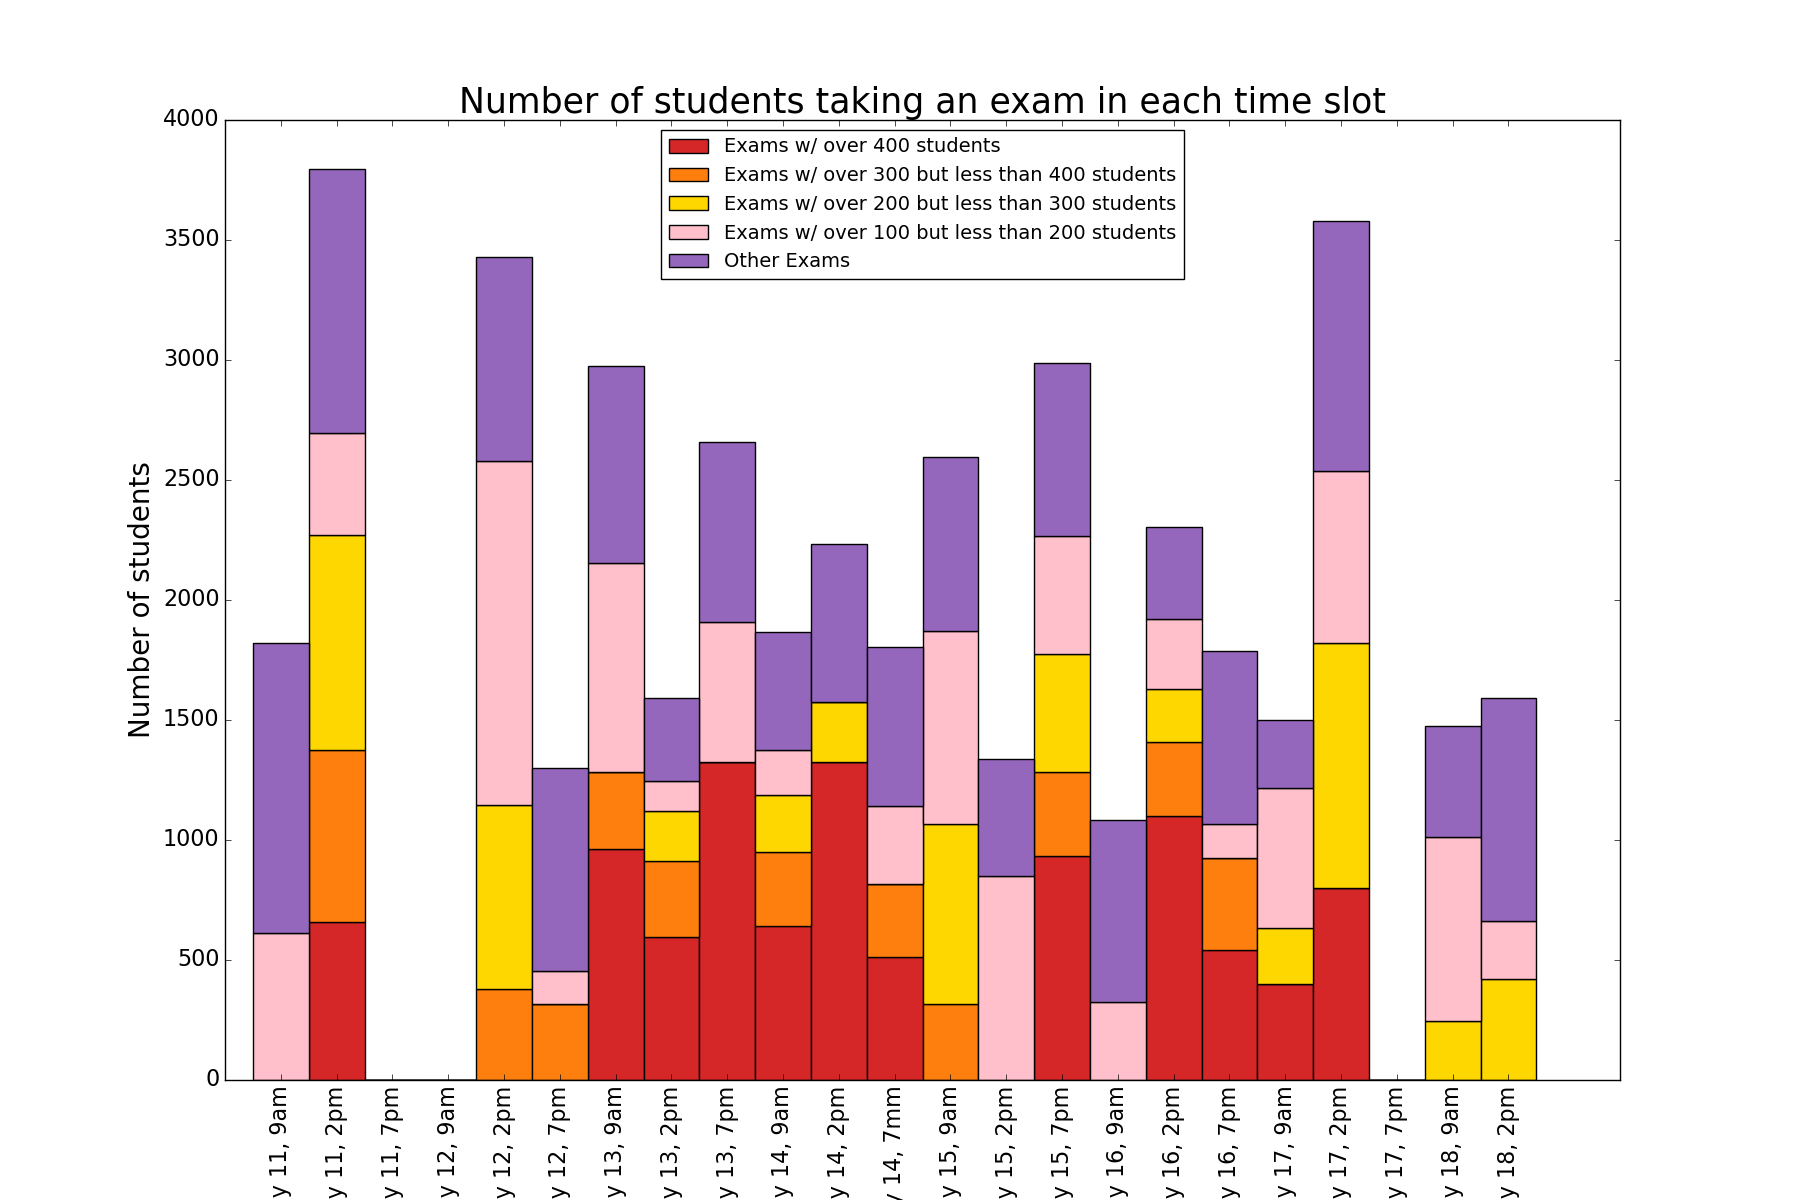 Number of students taking an exam in each time slot
4000
3500
3000
2500
2000
1500
1000
500
0
Number of students
Exams w/ over 400 students
Exams w/ over 300 but less than 400 students
Exams w/ over 200 but less than 300 students
Exams w/ over 100 but less than 200 students
Other Exams
y 11, 9am
y 11, 2pm
y 11, 7pm
y 12, 9am
y 12, 2pm
y 12, 7pm
y 13, 9am
y 13, 2pm
y 13, 7pm
y 14, 9am
y 14, 2pm
y 14, 7mm
y 15, 9am
y 15, 2pm
y 15, 7pm
y 16, 9am
y 16, 2pm
y 16, 7pm
y 17, 9am
y 17, 2pm
y 17, 7pm
y 18, 9am
y 18, 2pm